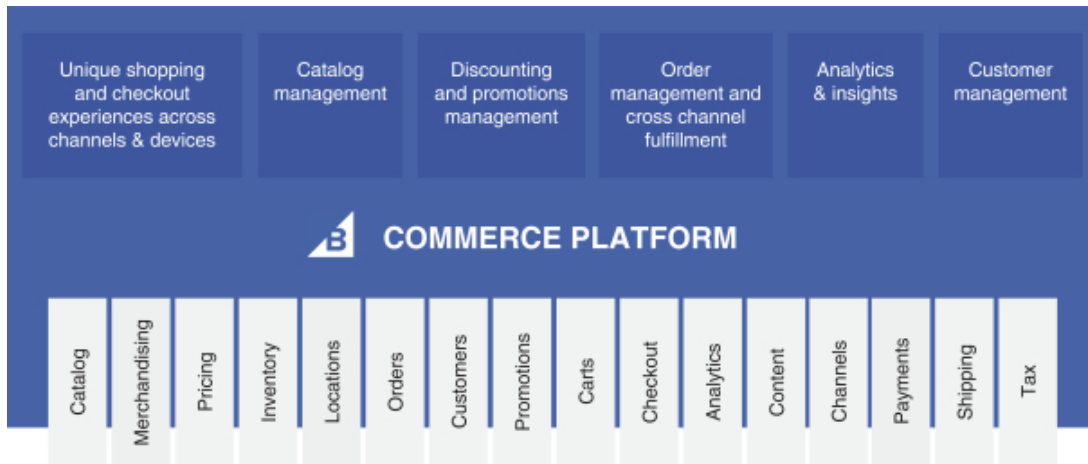 Unique shopping
and checkout
experiences across
channels & devices
Catalog
management
Discounting
and promotions
management
Order
management and
cross channel
fulfillment
Analytics
& insights
Customer
management
B COMMERCE PLATFORM
Catalog
Merchandising
Pricing
Inventory
Locations
Orders
Customers
Promotions
Carts
Checkout
Analytics
Content
Channels
Payments
Shipping
Tax